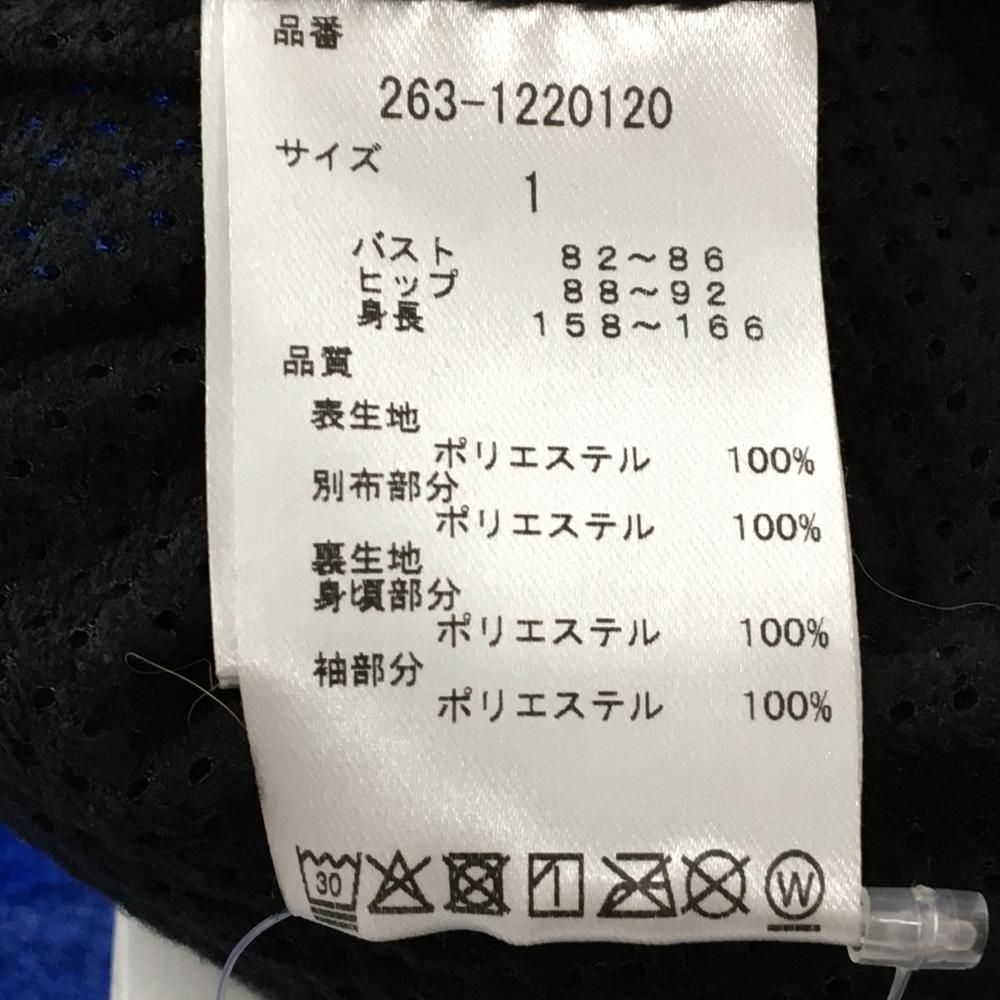 品番
263-1220120
サイズ
1
バスト 82～86
ヒップ 88～92
身長 158～166
品質
表生地
ポリエステル 100%
別布部分
ポリエステル 100%
裏生地
身頃部分
ポリエステル 100%
袖部分
ポリエステル 100%
30 W